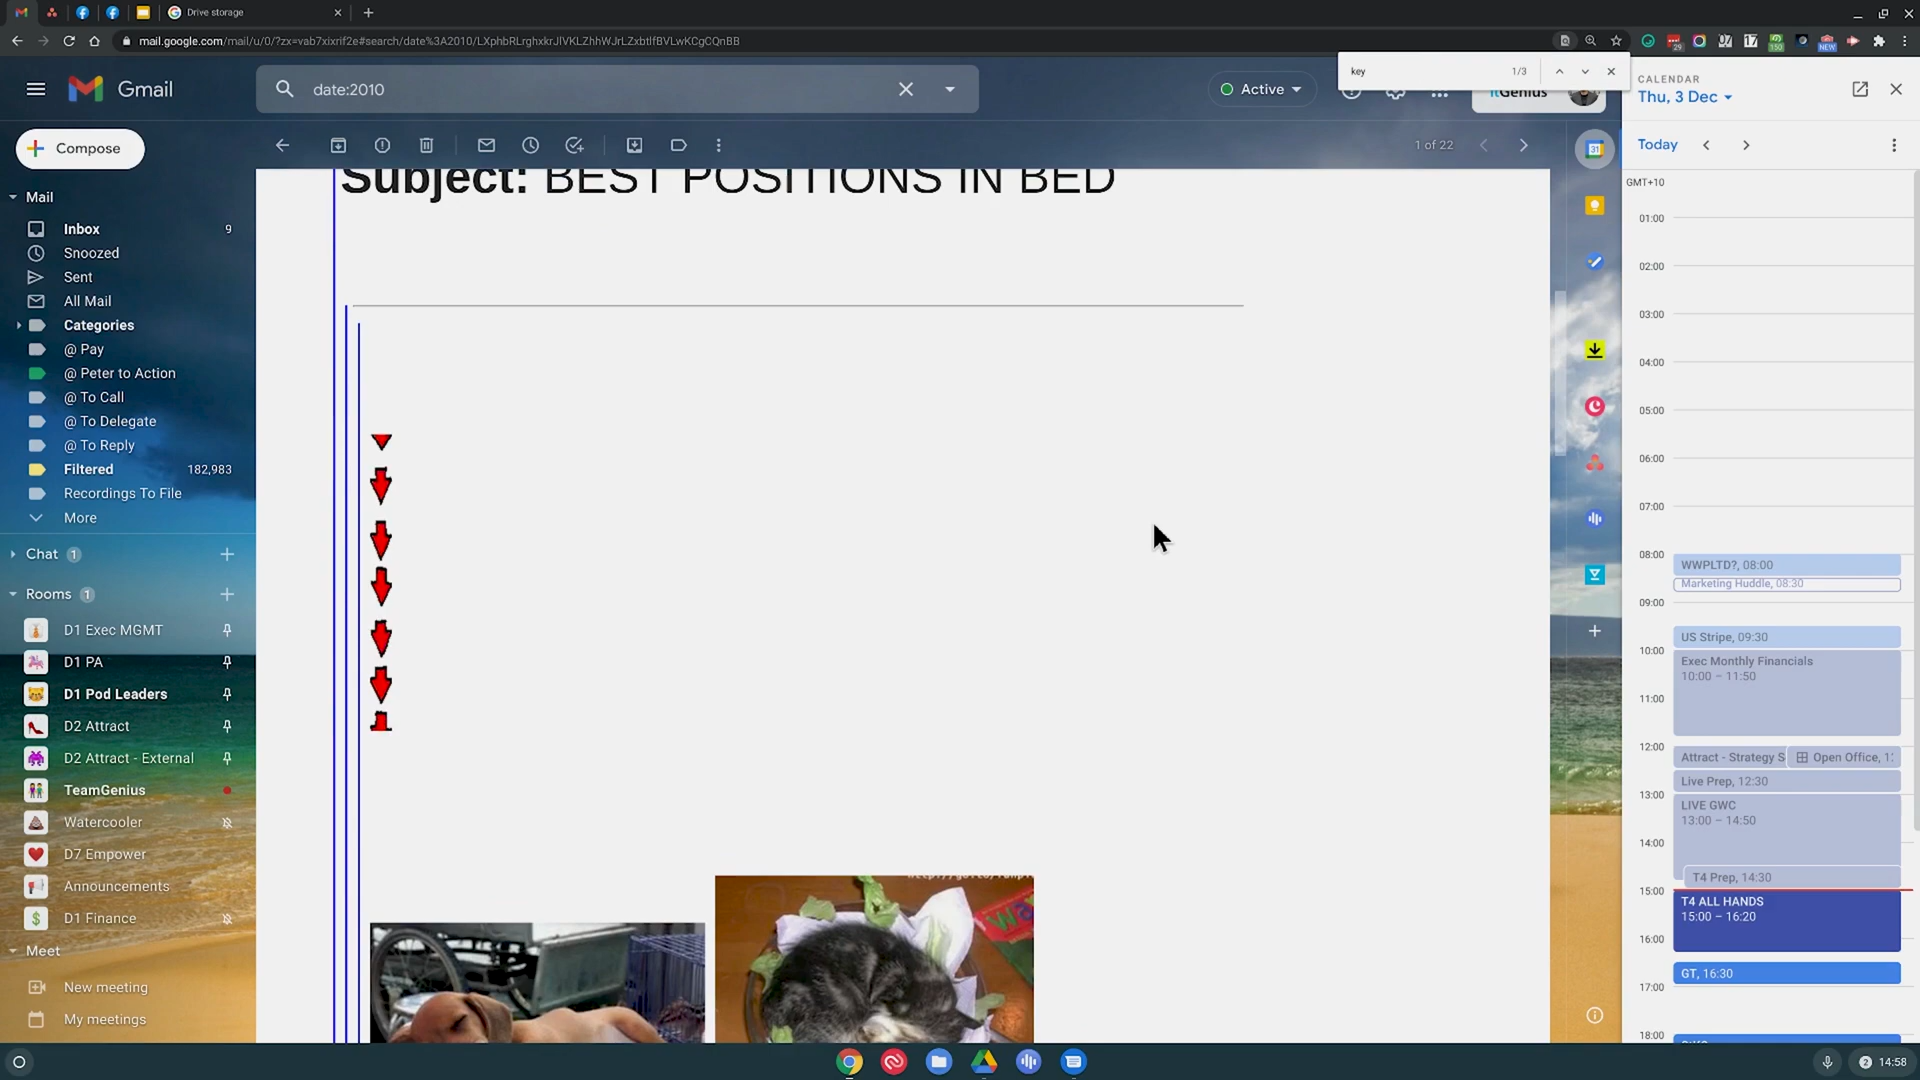 Drive storage
mail.google.com/mail/u/0/?zx=vab7xixrif2e#search/date%3A2010/LXphbRLrghxkrJlVKLZhhWJrLZxbtlfBVLwKCgCQnBB
29
17
150
NEW
key
1/3
Gmail
date:2010
Active
itGenius
CALENDAR
Thu, 3 Dec
Compose
1 of 22
Today
31
Subject: BEST POSITIONS IN BED
Mail
Inbox 9
Snoozed
Sent
All Mail
Categories
@ Pay
@ Peter to Action
@ To Call
@ To Delegate
@ To Reply
Filtered 182,983
Recordings To File
More
Chat 1
Rooms 1
D1 Exec MGMT
D1 PA
D1 Pod Leaders
D2 Attract
D2 Attract - External
TeamGenius
Watercooler
D7 Empower
Announcements
D1 Finance
Meet
New meeting
My meetings
GMT+10
01:00
02:00
03:00
04:00
05:00
06:00
07:00
08:00
WWPLTD?, 08:00
Marketing Huddle, 08:30
09:00
US Stripe, 09:30
10:00
Exec Monthly Financials
10:00 – 11:50
11:00
12:00
Attract - Strategy S
Open Office, 1
Live Prep, 12:30
13:00
LIVE GWC
13:00 – 14:50
14:00
T4 Prep, 14:30
15:00
T4 ALL HANDS
15:00 – 16:20
16:00
GT, 16:30
17:00
18:00
2
14:58